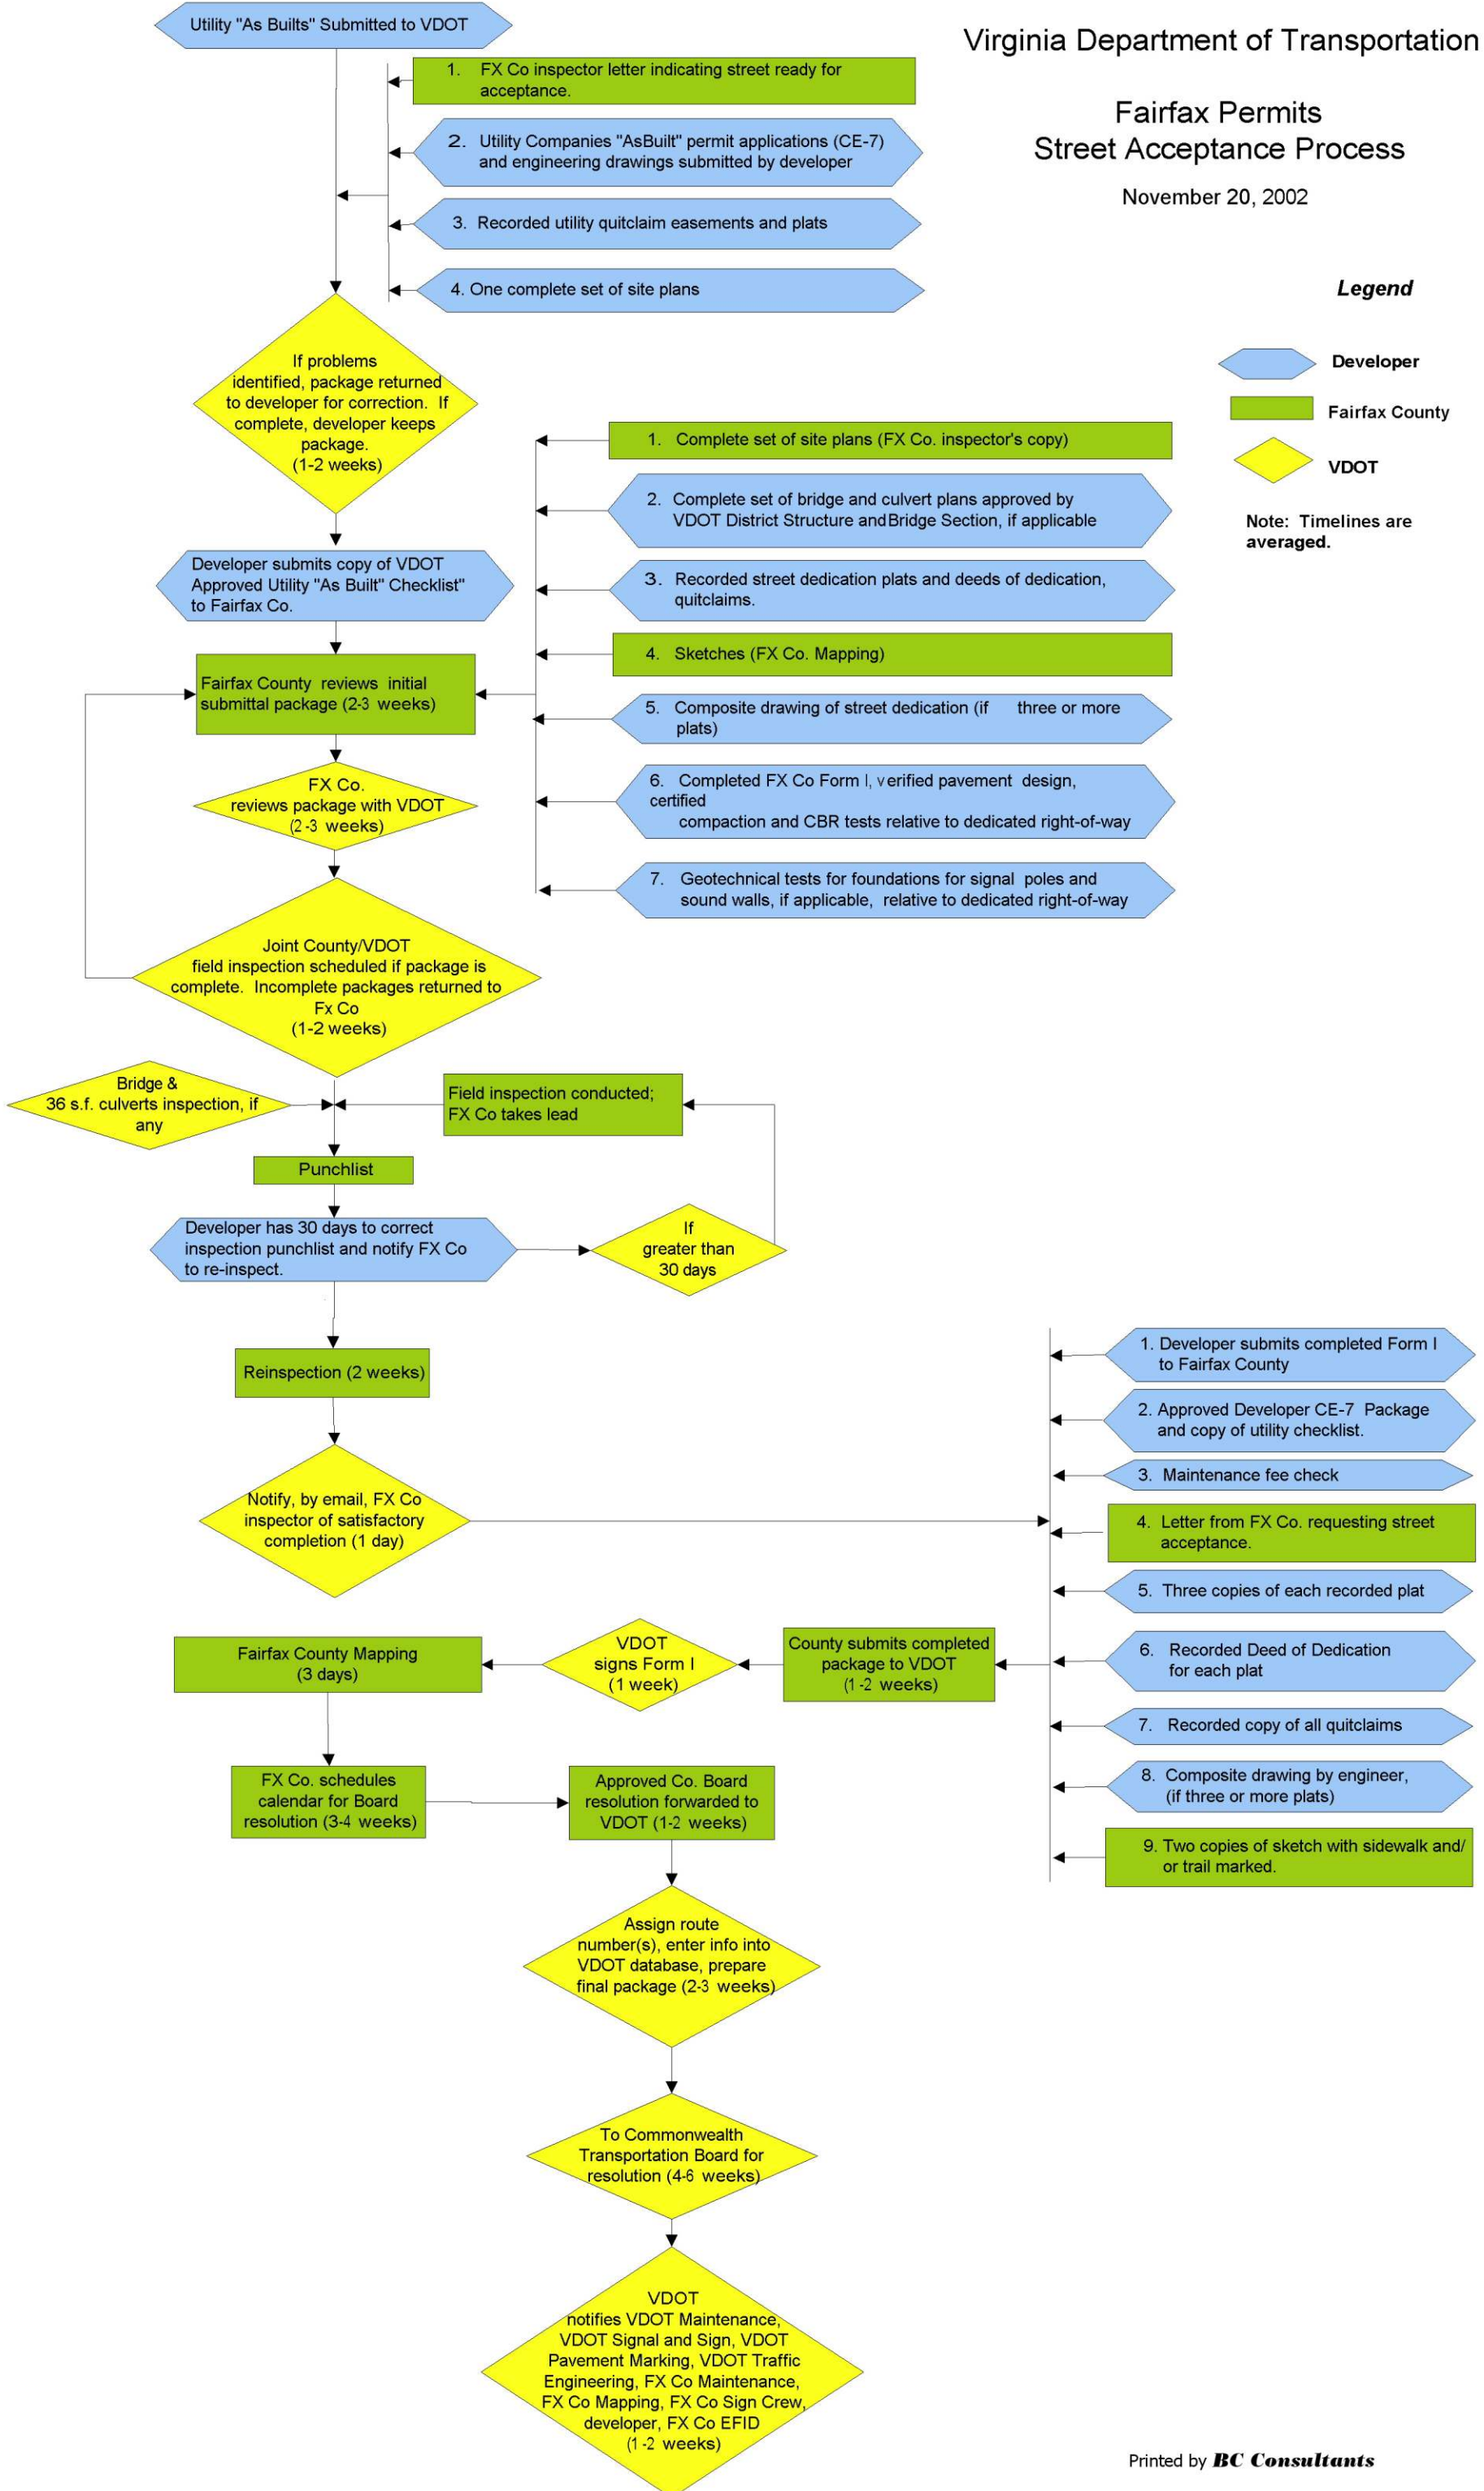 Utility "As Builts" Submitted to VDOT
Virginia Department of Transportation
Fairfax Permits
Street Acceptance Process
November 20, 2002
1. FX Co inspector letter indicating street ready for
acceptance.
2. Utility Companies "AsBuilt" permit applications (CE-7)
and engineering drawings submitted by developer
3. Recorded utility quitclaim easements and plats
4. One complete set of site plans
Legend
Developer
Fairfax County
VDOT
Note: Timelines are
averaged.
If problems
identified, package returned
to developer for correction. If
complete, developer keeps
package.
(1-2 weeks)
1. Complete set of site plans (FX Co. inspector's copy)
2. Complete set of bridge and culvert plans approved by
VDOT District Structure and Bridge Section, if applicable
3. Recorded street dedication plats and deeds of dedication,
quitclaims.
4. Sketches (FX Co. Mapping)
5. Composite drawing of street dedication (if three or more
plats)
6. Completed FX Co Form I, verified pavement design,
certified
compaction and CBR tests relative to dedicated right-of-way
7. Geotechnical tests for foundations for signal poles and
sound walls, if applicable, relative to dedicated right-of-way
Developer submits copy of VDOT
Approved Utility "As Built" Checklist"
to Fairfax Co.
Fairfax County reviews initial
submittal package (2-3 weeks)
FX Co.
reviews package with VDOT
(2-3 weeks)
Joint County/VDOT
field inspection scheduled if package is
complete. Incomplete packages returned to
Fx Co
(1-2 weeks)
Bridge &
36 s.f. culverts inspection, if
any
Field inspection conducted;
FX Co takes lead
Punchlist
Developer has 30 days to correct
inspection punchlist and notify FX Co
to re-inspect.
If
greater than
30 days
Reinspection (2 weeks)
Notify, by email, FX Co
inspector of satisfactory
completion (1 day)
1. Developer submits completed Form I
to Fairfax County
2. Approved Developer CE-7 Package
and copy of utility checklist.
3. Maintenance fee check
4. Letter from FX Co. requesting street
acceptance.
5. Three copies of each recorded plat
6. Recorded Deed of Dedication
for each plat
7. Recorded copy of all quitclaims
8. Composite drawing by engineer,
(if three or more plats)
9. Two copies of sketch with sidewalk and/
or trail marked.
County submits completed
package to VDOT
(1-2 weeks)
VDOT
signs Form I
(1 week)
Fairfax County Mapping
(3 days)
FX Co. schedules
calendar for Board
resolution (3-4 weeks)
Approved Co. Board
resolution forwarded to
VDOT (1-2 weeks)
Assign route
number(s), enter info into
VDOT database, prepare
final package (2-3 weeks)
To Commonwealth
Transportation Board for
resolution (4-6 weeks)
VDOT
notifies VDOT Maintenance,
VDOT Signal and Sign, VDOT
Pavement Marking, VDOT Traffic
Engineering, FX Co Maintenance,
FX Co Mapping, FX Co Sign Crew,
developer, FX Co EFID
(1-2 weeks)
Printed by BC Consultants